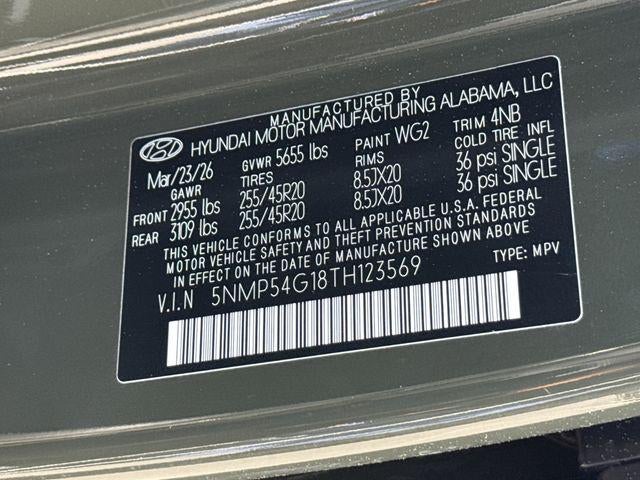 MANUFACTURED BY
HYUNDAI MOTOR MANUFACTURING ALABAMA, LLC
Mar/23/26 GVWR 5655 lbs PAINT WG2 TRIM 4NB
GAWR TIRES RIMS COLD TIRE INFL
FRONT 2955 lbs 255/45R20 8.5JX20 36 psi SINGLE
REAR 3109 lbs 255/45R20 8.5JX20 36 psi SINGLE
THIS VEHICLE CONFORMS TO ALL APPLICABLE U.S.A. FEDERAL
MOTOR VEHICLE SAFETY AND THEFT PREVENTION STANDARDS
IN EFFECT ON THE DATE OF MANUFACTURE SHOWN ABOVE
V.I.N 5NMP54G18TH123569 TYPE: MPV